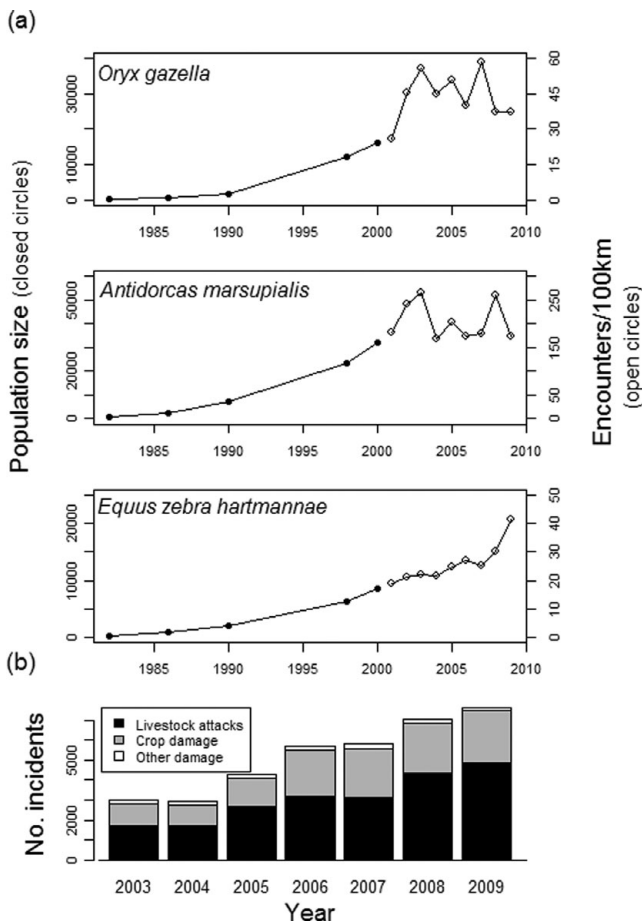 (a)
Oryx gazella
0 10000 30000
0 15 30 45 60
1985 1990 1995 2000 2005 2010
Antidorcas marsupialis
0 20000 50000
0 50 150 250
1985 1990 1995 2000 2005 2010
Equus zebra hartmannae
0 10000 20000
0 10 20 30 40 50
1985 1990 1995 2000 2005 2010
Population size (closed circles)
Encounters/100km
(open circles)
(b)
Livestock attacks
Crop damage
Other damage
No. incidents
0 2000 5000
2003 2004 2005 2006 2007 2008 2009
Year